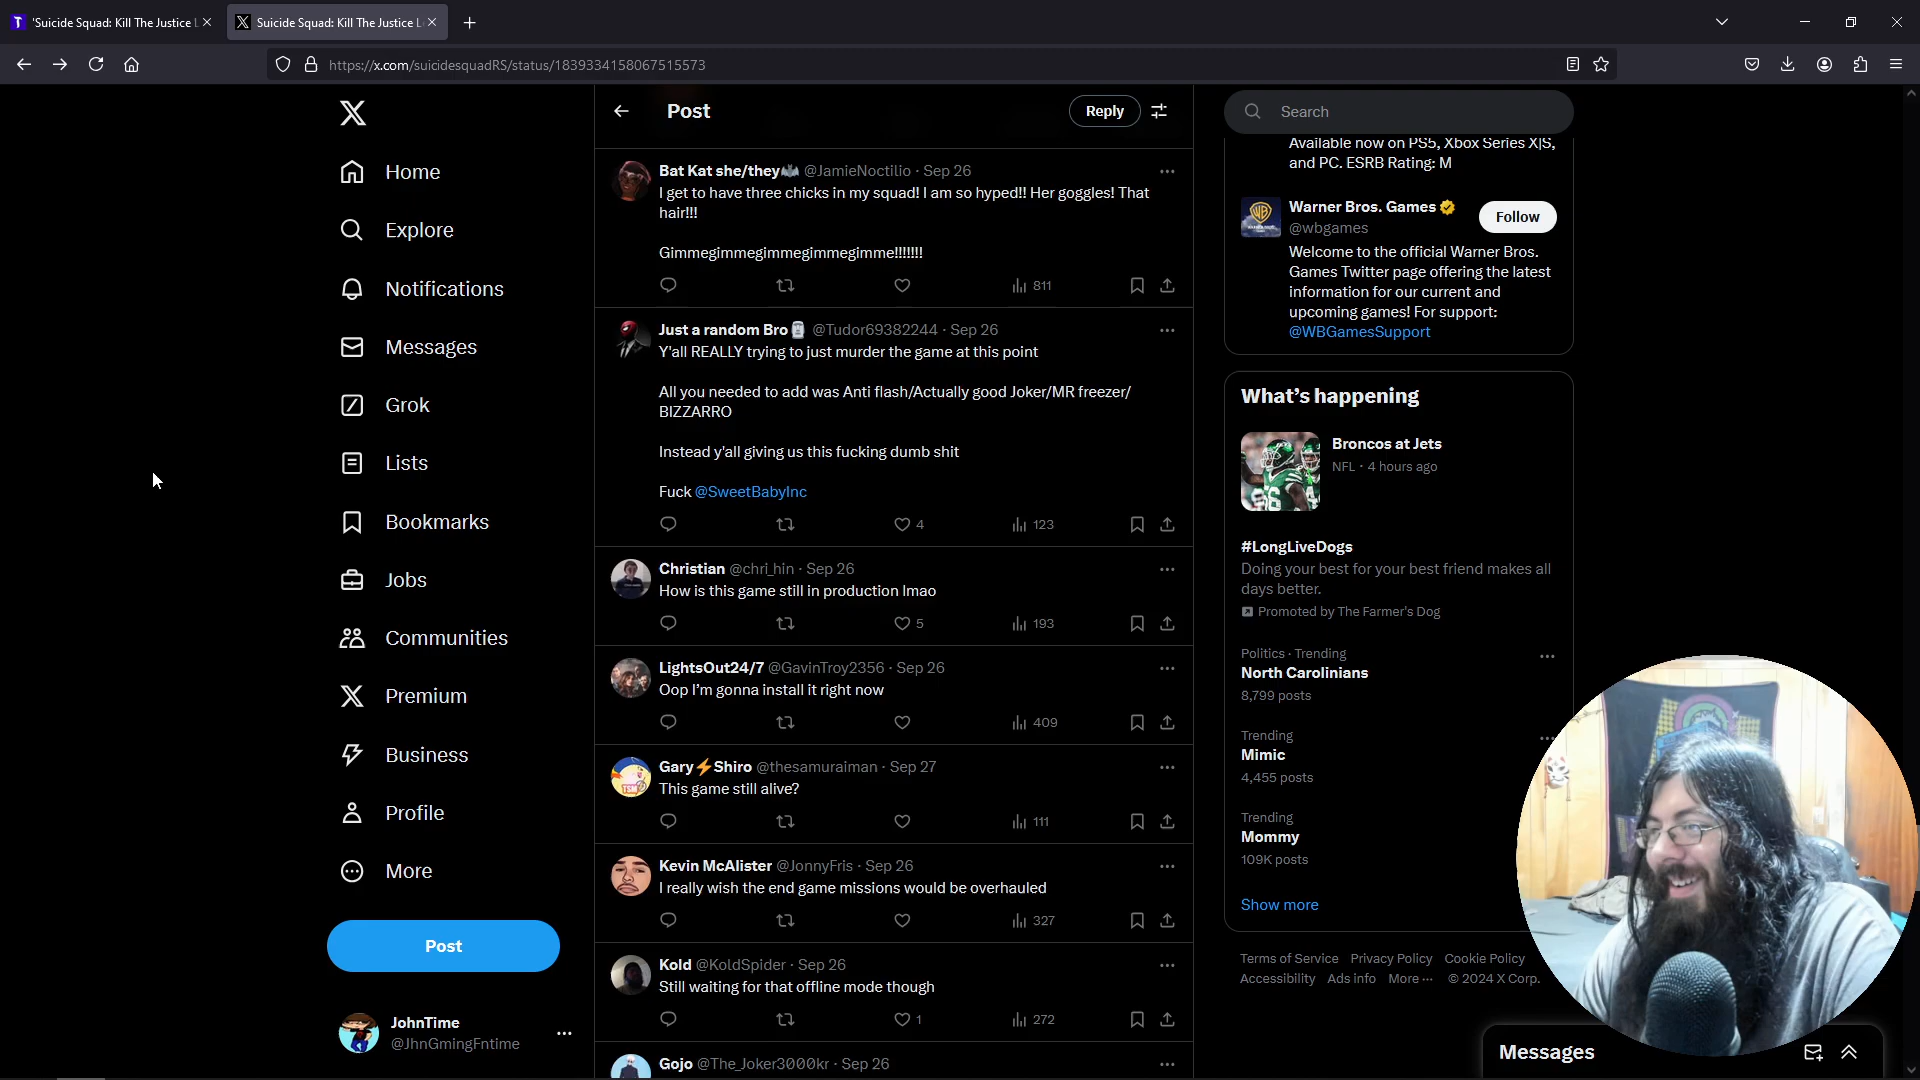 'Suicide Squad: Kill The Justice L
Suicide Squad: Kill The Justice L
https://x.com/suicidesquadRS/status/1839334158067515573
Home
Explore
Notifications
Messages
Grok
Lists
Bookmarks
Jobs
Communities
Premium
Business
Profile
More
Post
JohnTime
@JhnGmingFntime
Post
Reply
Bat Kat she/they🦇 @JamieNoctilio · Sep 26
I get to have three chicks in my squad! I am so hyped!! Her goggles! That
hair!!!
Gimmegimmegimmegimmegimme!!!!!!!
811
Just a random Bro🗿 @Tudor69382244 · Sep 26
Y'all REALLY trying to just murder the game at this point
All you needed to add was Anti flash/Actually good Joker/MR freezer/
BIZZARRO
Instead y'all giving us this fucking dumb shit
Fuck @SweetBabyInc
4
123
Christian @chri_hin · Sep 26
How is this game still in production lmao
5
193
LightsOut24/7 @GavinTroy2356 · Sep 26
Oop I'm gonna install it right now
409
Gary⚡Shiro @thesamuraiman · Sep 27
This game still alive?
111
Kevin McAlister @JonnyFris · Sep 26
I really wish the end game missions would be overhauled
327
Kold @KoldSpider · Sep 26
Still waiting for that offline mode though
1
272
Gojo @The_Joker3000kr · Sep 26
Search
Available now on PS5, Xbox Series X|S,
and PC. ESRB Rating: M
Warner Bros. Games
@wbgames
Follow
Welcome to the official Warner Bros.
Games Twitter page offering the latest
information for our current and
upcoming games! For support:
@WBGamesSupport
What's happening
Broncos at Jets
NFL · 4 hours ago
#LongLiveDogs
Doing your best for your best friend makes all
days better.
Promoted by The Farmer's Dog
Politics · Trending
North Carolinians
8,799 posts
Trending
Mimic
4,455 posts
Trending
Mommy
109K posts
Show more
Terms of Service Privacy Policy Cookie Policy
Accessibility Ads info More ··· © 2024 X Corp.
Messages